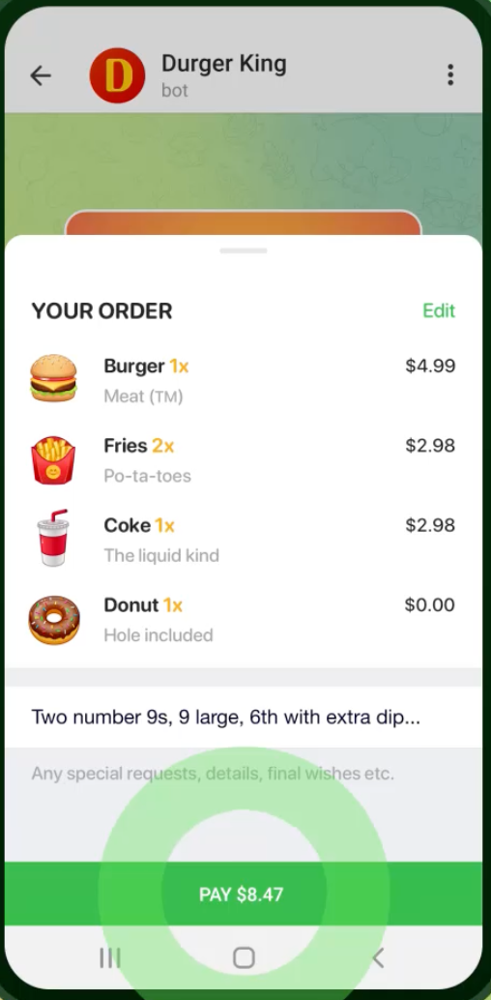 D
Durger King
bot
YOUR ORDER
Edit
Burger 1x
$4.99
Meat (TM)
Fries 2x
$2.98
Po-ta-toes
Coke 1x
$2.98
The liquid kind
Donut 1x
$0.00
Hole included
Two number 9s, 9 large, 6th with extra dip...
Any special requests, details, final wishes etc.
PAY $8.47